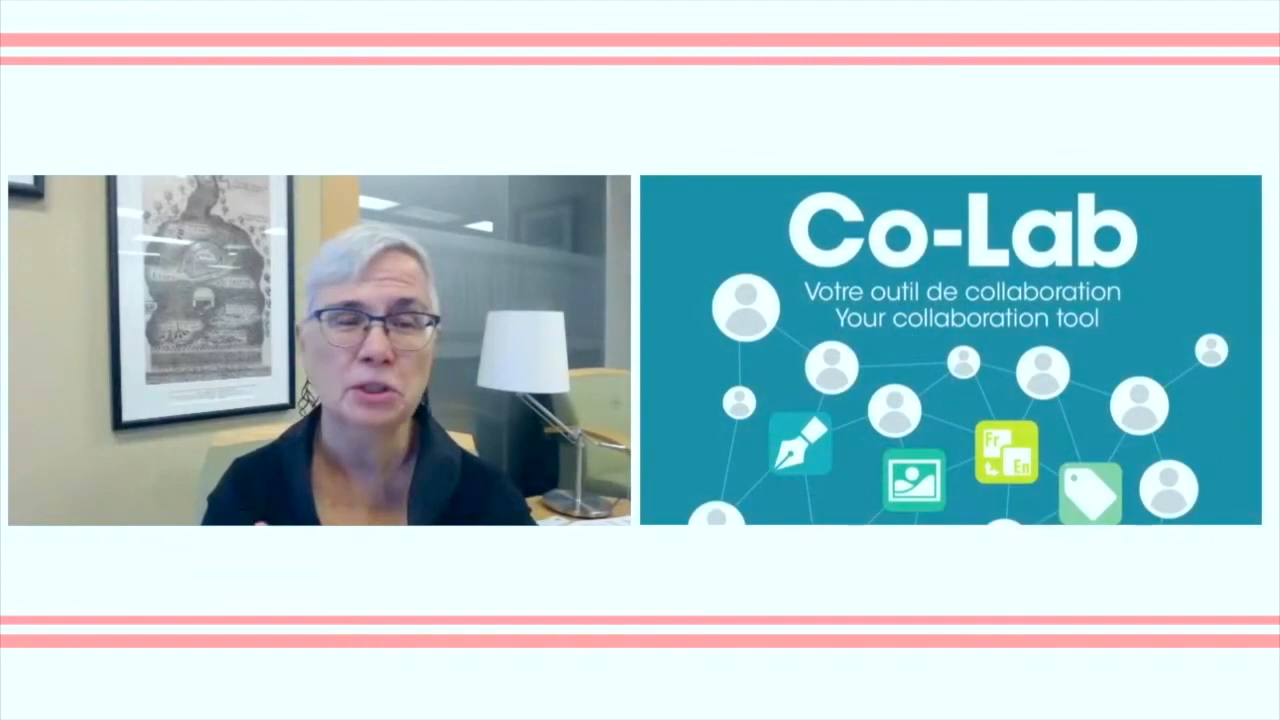 Co-Lab
Votre outil de collaboration
Your collaboration tool
Fr
En